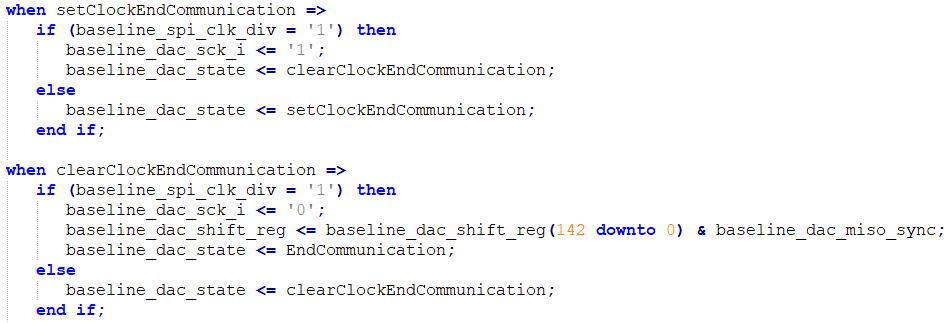 when setClockEndCommunication =>
if (baseline_spi_clk_div = '1') then
baseline_dac_sck_i <= '1';
baseline_dac_state <= clearClockEndCommunication;
else
baseline_dac_state <= setClockEndCommunication;
end if;
when clearClockEndCommunication =>
if (baseline_spi_clk_div = '1') then
baseline_dac_sck_i <= '0';
baseline_dac_shift_reg <= baseline_dac_shift_reg(142 downto 0) & baseline_dac_miso_sync;
baseline_dac_state <= EndCommunication;
else
baseline_dac_state <= clearClockEndCommunication;
end if;